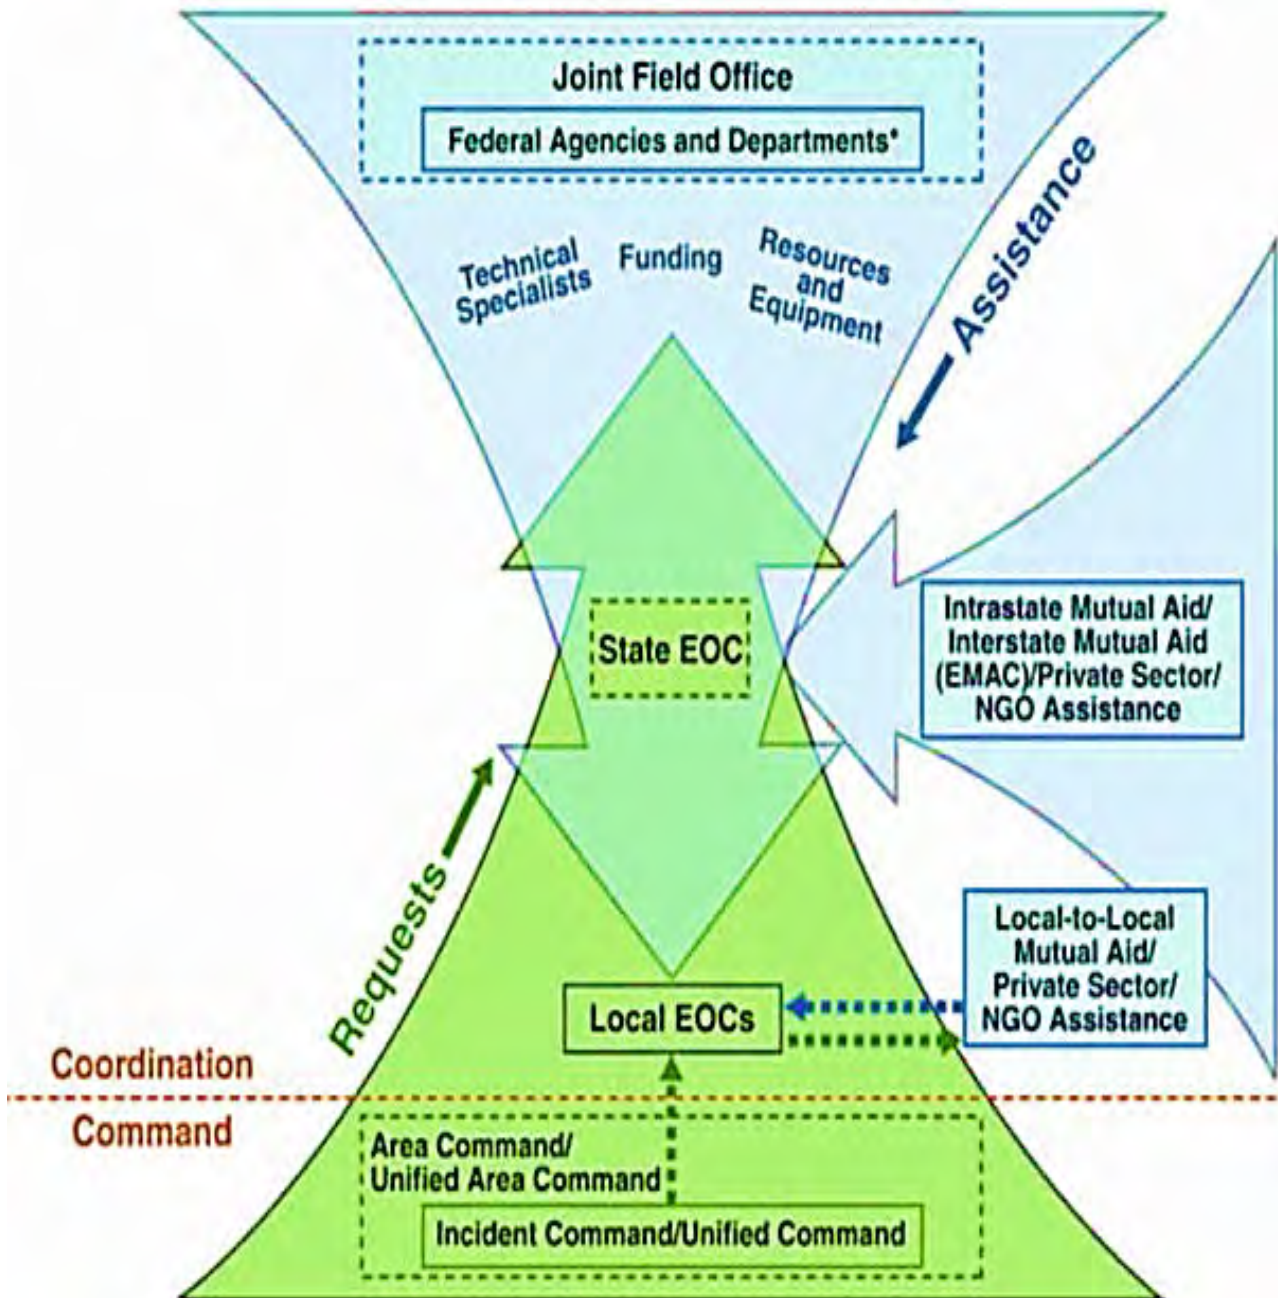 Joint Field Office
Federal Agencies and Departments*
Assistance
Technical
Specialists
Funding
Resources
and
Equipment
State EOC
Intrastate Mutual Aid/
Interstate Mutual Aid
(EMAC)/Private Sector/
NGO Assistance
Requests
Local-to-Local
Mutual Aid/
Private Sector/
NGO Assistance
Local EOCs
Coordination
Command
Area Command/
Unified Area Command
Incident Command/Unified Command